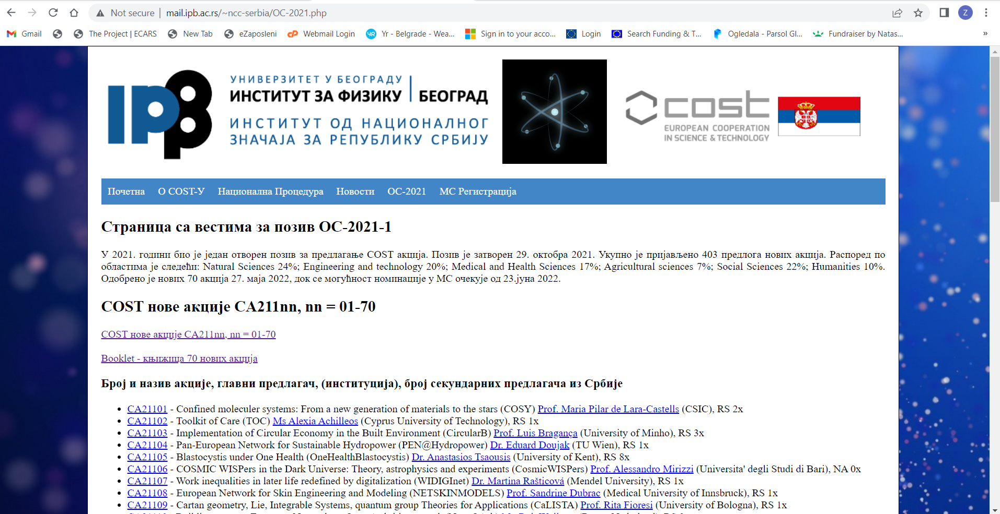 Not secure
mail.ipb.ac.rs/~ncc-serbia/OC-2021.php
Z
Gmail
The Project | ECARS
New Tab
eZaposleni
Webmail Login
Yr - Belgrade - Wea...
Sign in to your acco...
Login
Search Funding & T...
Ogledala - Parsol Gl...
Fundraiser by Natas...
»
УНИВЕРЗИТЕТ У БЕОГРАДУ
ИНСТИТУТ ЗА ФИЗИКУ | БЕОГРАД
ИНСТИТУТ ОД НАЦИОНАЛНОГ
ЗНАЧАЈА ЗА РЕПУБЛИКУ СРБИЈУ
cost
EUROPEAN COOPERATION
IN SCIENCE & TECHNOLOGY
Почетна О COST-У Национална Процедура Новости ОС-2021 МС Регистрација
Страница са вестима за позив ОС-2021-1
У 2021. години био је један отворен позив за предлагање COST акција. Позив је затворен 29. октобра 2021. Укупно је пријављено 403 предлога нових акција. Распоред по
областима је следећи: Natural Sciences 24%; Engineering and technology 20%; Medical and Health Sciences 17%; Agricultural sciences 7%; Social Sciences 22%; Humanities 10%.
Одобрено је нових 70 акција 27. маја 2022, док се могућност номинације у МС очекује од 23.јуна 2022.
COST нове акције CA211nn, nn = 01-70
COST нове акције CA211nn, nn = 01-70
Booklet - књижица 70 нових акција
Број и назив акције, главни предлагач, (институција), број секундарних предлагача из Србије
• CA21101 - Confined moleculer systems: From a new generation of materials to the stars (COSY) Prof. Maria Pilar de Lara-Castells (CSIC), RS 2x
• CA21102 - Toolkit of Care (TOC) Ms Alexia Achilleos (Cyprus University of Technology), RS 1x
• CA21103 - Implementation of Circular Economy in the Built Environment (CircularB) Prof. Luis Bragança (University of Minho), RS 3x
• CA21104 - Pan-European Network for Sustainable Hydropower (PEN@Hydropower) Dr. Eduard Doujak (TU Wien), RS 1x
• CA21105 - Blastocystis under One Health (OneHealthBlastocystis) Dr. Anastasios Tsaousis (University of Kent), RS 8x
• CA21106 - COSMIC WISPers in the Dark Universe: Theory, astrophysics and experiments (CosmicWISPers) Prof. Alessandro Mirizzi (Universita' degli Studi di Bari), NA 0x
• CA21107 - Work inequalities in later life redefined by digitalization (WIDIGInet) Dr. Martina Rašticová (Mendel University), RS 1x
• CA21108 - European Network for Skin Engineering and Modeling (NETSKINMODELS) Prof. Sandrine Dubrac (Medical University of Innsbruck), RS 1x
• CA21109 - Cartan geometry, Lie, Integrable Systems, quantum group Theories for Applications (CaLISTA) Prof. Rita Fioresi (University of Bologna), RS 1x